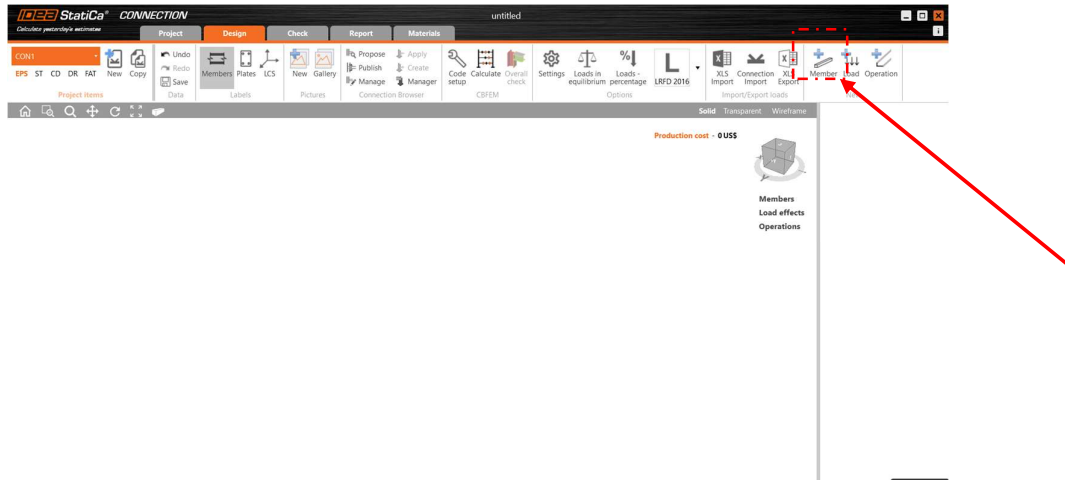 IDEA StatiCa® CONNECTION
untitled
Calculate yesterday's estimates
Project Design Check Report Materials
CON1
EPS ST CD DR FAT
New Copy
Project items
Undo
Redo
Save
Data
Members Plates LCS
Labels
New Gallery
Pictures
Propose
Publish
Manage
Apply
Create
Manager
Connection Browser
Code setup
Calculate
Overall check
CBFEM
Settings
Loads in equilibrium
Loads - percentage
LRFD 2016
Options
XLS Import
Connection Import
XLS Export
Import/Export loads
Member Load Operation
Solid Transparent Wireframe
Production cost - 0 US$
Members
Load effects
Operations